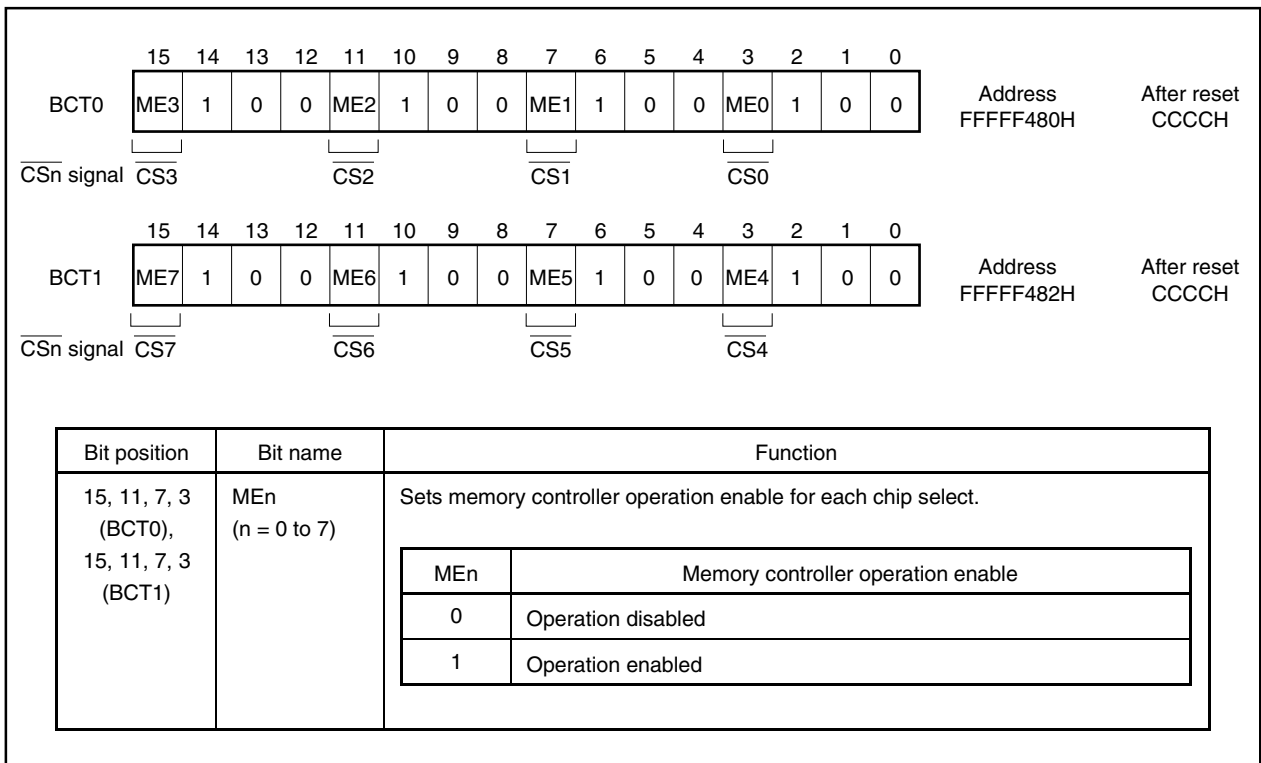 15 14 13 12 11 10 9 8 7 6 5 4 3 2 1 0
BCT0 ME3 1 0 0 ME2 1 0 0 ME1 1 0 0 ME0 1 0 0 Address FFFFF480H After reset CCCCH
CSn signal CS3 CS2 CS1 CS0
15 14 13 12 11 10 9 8 7 6 5 4 3 2 1 0
BCT1 ME7 1 0 0 ME6 1 0 0 ME5 1 0 0 ME4 1 0 0 Address FFFFF482H After reset CCCCH
CSn signal CS7 CS6 CS5 CS4
Bit position Bit name Function
15, 11, 7, 3 (BCT0), 15, 11, 7, 3 (BCT1)
MEn (n = 0 to 7)
Sets memory controller operation enable for each chip select.
MEn Memory controller operation enable
0 Operation disabled
1 Operation enabled